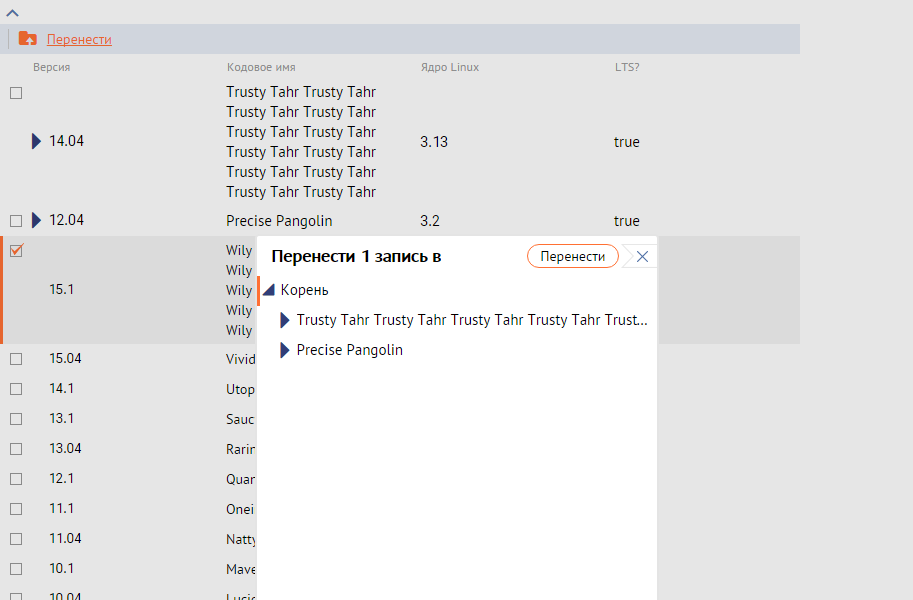 Перенести
Версия Кодовое имя Ядро Linux LTS?
Trusty Tahr Trusty Tahr
Trusty Tahr Trusty Tahr
Trusty Tahr Trusty Tahr
14.04 3.13 true
Trusty Tahr Trusty Tahr
Trusty Tahr Trusty Tahr
Trusty Tahr Trusty Tahr
12.04 Precise Pangolin 3.2 true
Wily
Wily
15.1 Wily
Wily
Wily
15.04 Vivid
14.1 Utop
13.1 Sauc
13.04 Rarin
12.1 Quan
11.1 Onei
11.04 Natty
10.1 Mave
10.04 Lucid
Перенести 1 запись в Перенести
Корень
Trusty Tahr Trusty Tahr Trusty Tahr Trusty Tahr Trust...
Precise Pangolin